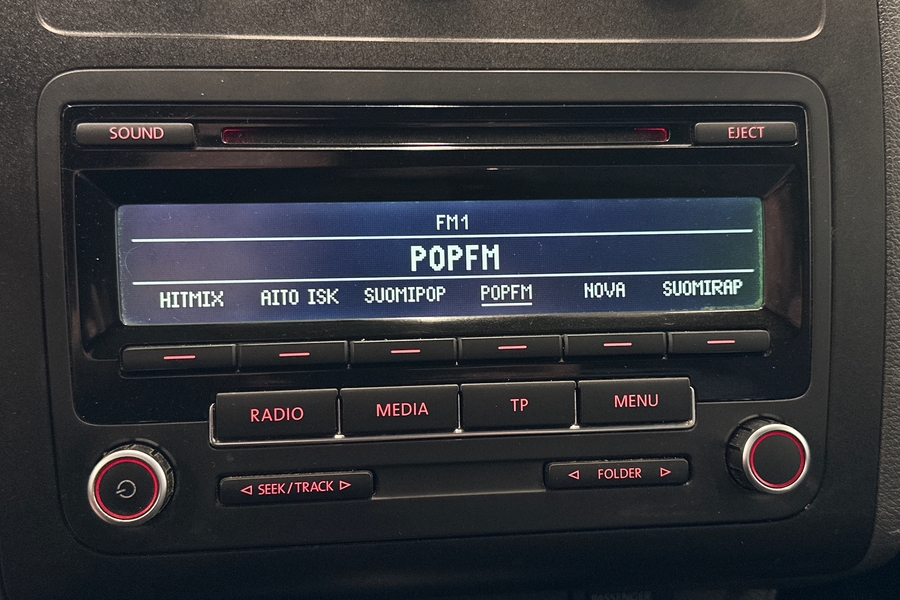 SOUND EJECT
FM1
POPFM
HITMIX AITO ISK SUOMIPOP POPFM NOVA SUOMIRAP
RADIO MEDIA TP MENU
SEEK/TRACK FOLDER